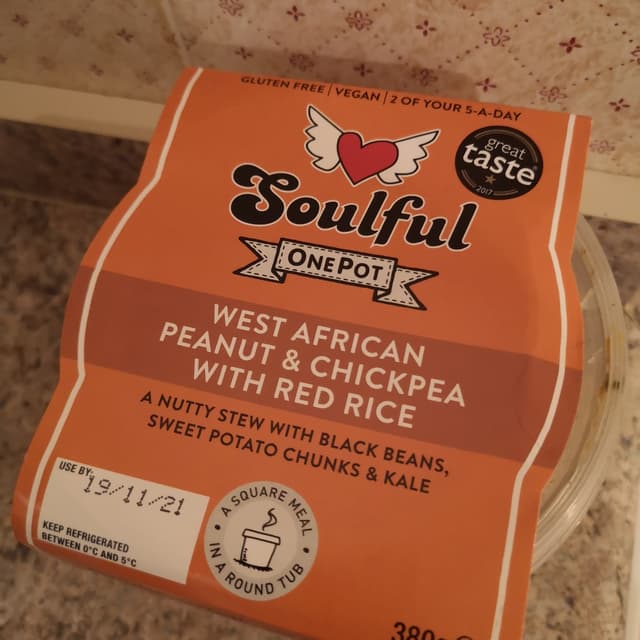 GLUTEN FREE | VEGAN | 2 OF YOUR 5-A-DAY
great
taste
2017
Soulful
ONEPOT
WEST AFRICAN
PEANUT & CHICKPEA
WITH RED RICE
A NUTTY STEW WITH BLACK BEANS,
SWEET POTATO CHUNKS & KALE
USE BY:
19/11/21
KEEP REFRIGERATED
BETWEEN 0°C AND 5°C
A SQUARE MEAL
IN A ROUND TUB